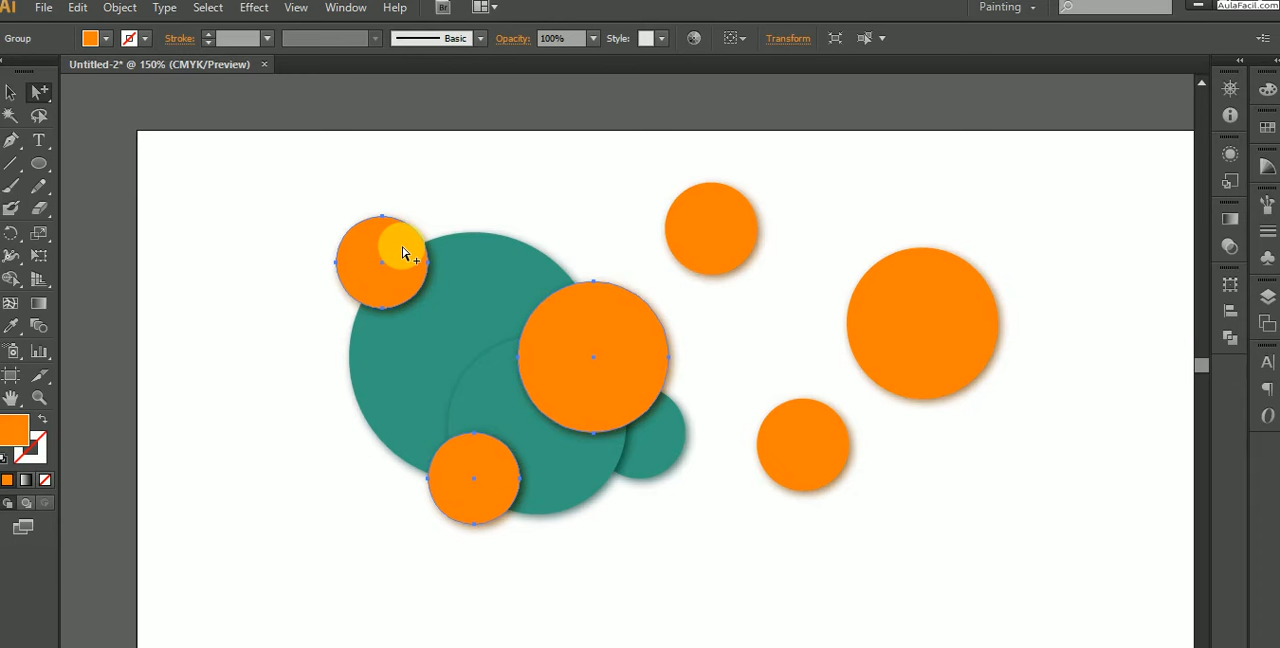 Ai File Edit Object Type Select Effect View Window Help Br Painting AulaFacil.com
Group Stroke: Basic Opacity: 100% Style: Transform
Untitled-2* @ 150% (CMYK/Preview) ×